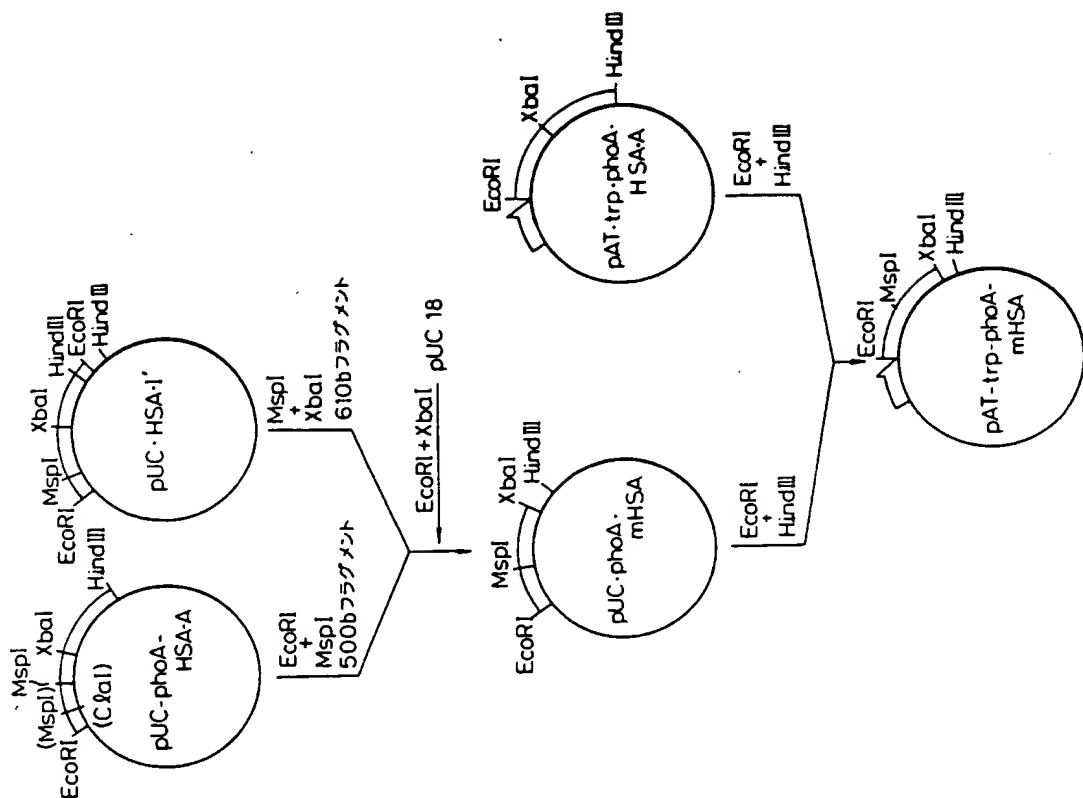 EcoRI
(MspI)
MspI
XbaI
HindⅢ
(ClaI)
pUC-phoA-
HSA-A
EcoRI
MspI
XbaI
HindⅢ
EcoRI
HindⅢ
pUC・HSA・I'
EcoRI
+
MspI
500bフラグメント
MspI
+
XbaI
610bフラグメント
EcoRI+XbaI
pUC 18
EcoRI
MspI
XbaI
HindⅢ
pUC・phoA・
mHSA
EcoRI
XbaI
HindⅢ
pAT・trp・phoA・
HSA・A
EcoRI
+
HindⅢ
EcoRI
+
HindⅢ
EcoRI
MspI
XbaI
HindⅢ
pAT-trp-phoA-
mHSA